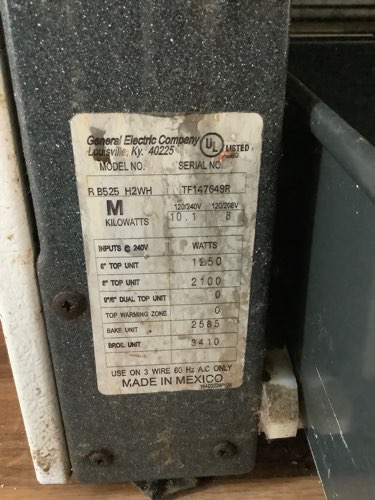 General Electric Company
Louisville, Ky. 40225
UL LISTED
MODEL NO. SERIAL NO.
R B525 H2WH TF147649R
M 120/240V 120/208V
KILOWATTS 10.1 8
INPUTS @ 240V WATTS
6" TOP UNIT 1250
8" TOP UNIT 2100
9"/6" DUAL TOP UNIT 0
TOP WARMING ZONE 0
BAKE UNIT 2585
BROIL UNIT 3410
USE ON 3 WIRE 60 Hz A.C ONLY
MADE IN MEXICO